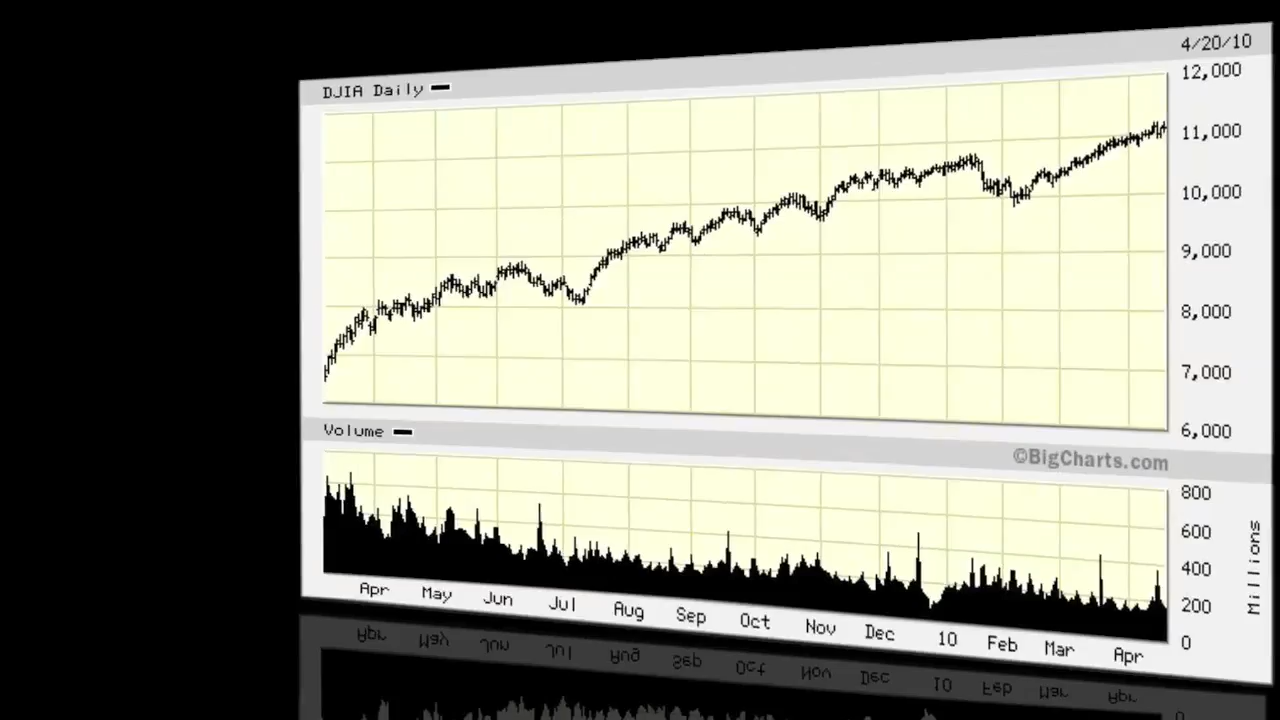 4/20/10
DJIA Daily
12,000
11,000
10,000
9,000
8,000
7,000
6,000
Volume
©BigCharts.com
800
600
400
200
0
Millions
Apr May Jun Jul Aug Sep Oct Nov Dec 10 Feb Mar Apr